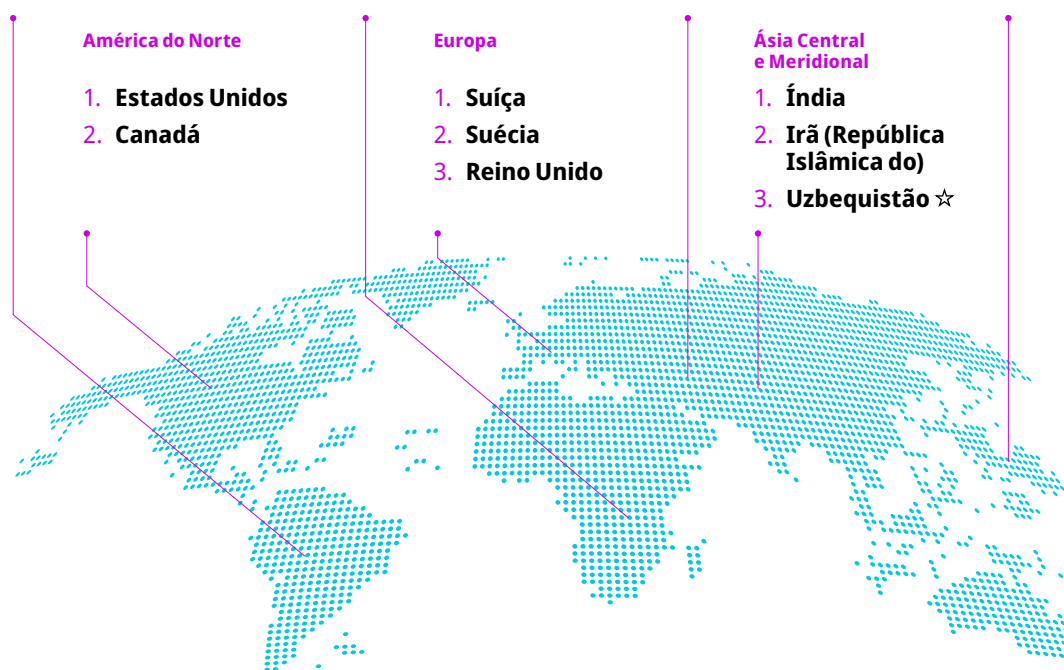 América do Norte
1. Estados Unidos
2. Canadá
Europa
1. Suíça
2. Suécia
3. Reino Unido
Ásia Central
e Meridional
1. Índia
2. Irã (República
Islâmica do)
3. Uzbequistão ☆